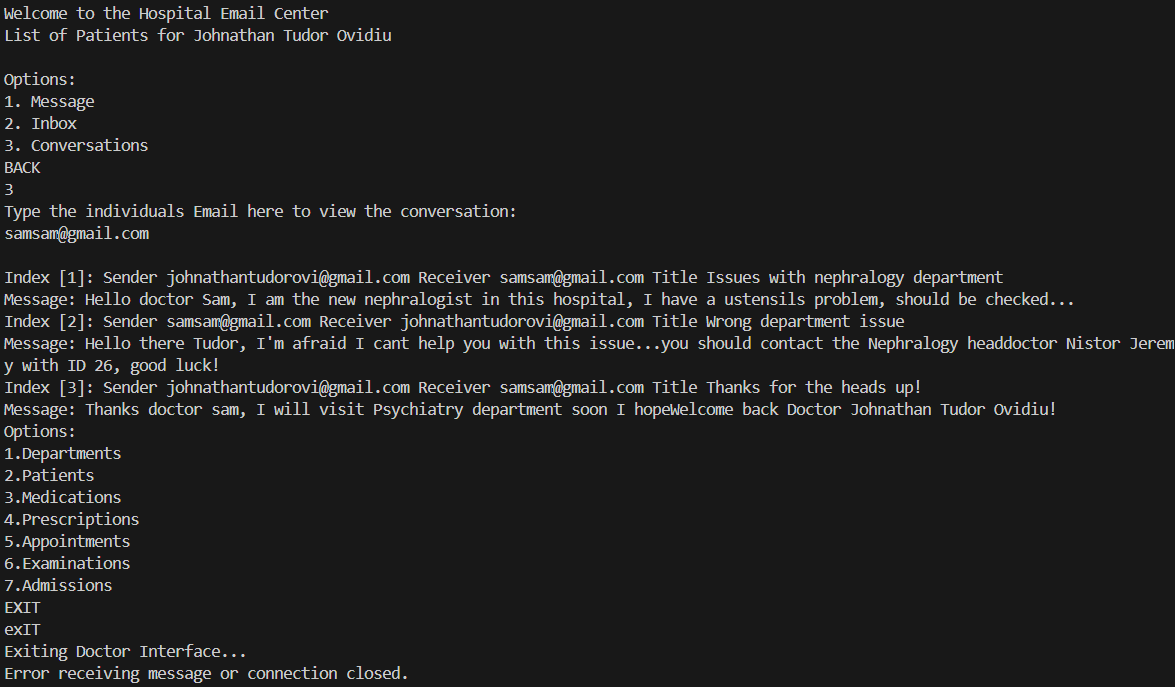 Welcome to the Hospital Email Center
List of Patients for Johnathan Tudor Ovidiu
Options:
1. Message
2. Inbox
3. Conversations
BACK
3
Type the individuals Email here to view the conversation:
samsam@gmail.com
Index [1]: Sender johnathantudorovi@gmail.com Receiver samsam@gmail.com Title Issues with nephralogy department
Message: Hello doctor Sam, I am the new nephralogist in this hospital, I have a ustensils problem, should be checked...
Index [2]: Sender samsam@gmail.com Receiver johnathantudorovi@gmail.com Title Wrong department issue
Message: Hello there Tudor, I'm afraid I cant help you with this issue...you should contact the Nephralogy headdoctor Nistor Jerem
y with ID 26, good luck!
Index [3]: Sender johnathantudorovi@gmail.com Receiver samsam@gmail.com Title Thanks for the heads up!
Message: Thanks doctor sam, I will visit Psychiatry department soon I hopeWelcome back Doctor Johnathan Tudor Ovidiu!
Options:
1.Departments
2.Patients
3.Medications
4.Prescriptions
5.Appointments
6.Examinations
7.Admissions
EXIT
exIT
Exiting Doctor Interface...
Error receiving message or connection closed.